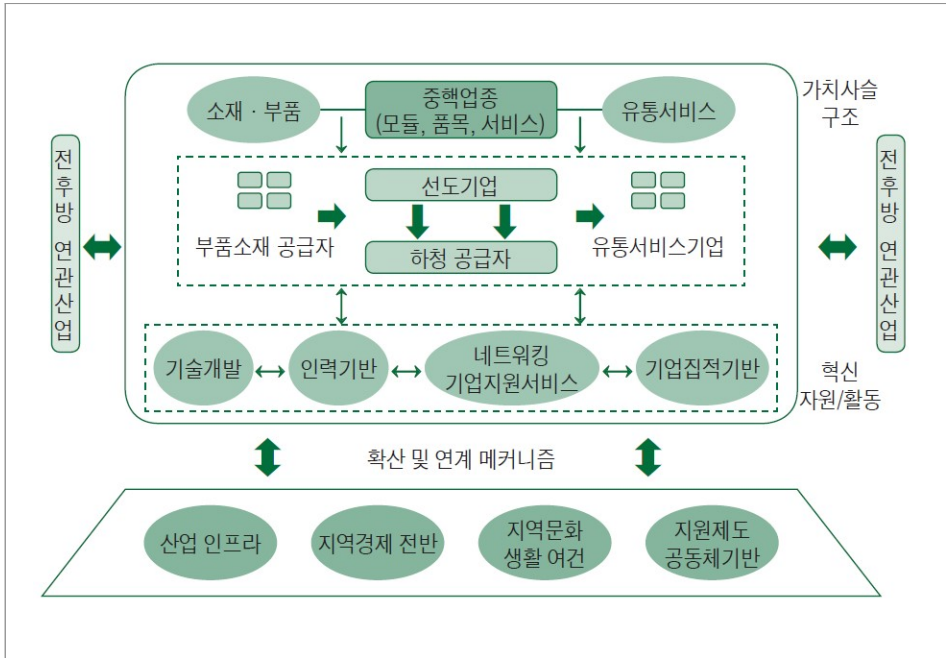 소재 · 부품
중핵업종
(모듈, 품목, 서비스)
유통서비스
가치사슬
구조
전후방 연관산업
선도기업
부품소재 공급자
하청 공급자
유통서비스기업
전후방 연관산업
기술개발
인력기반
네트워킹
기업지원서비스
기업집적기반
혁신
자원/활동
확산 및 연계 메커니즘
산업 인프라
지역경제 전반
지역문화
생활 여건
지원제도
공동체기반